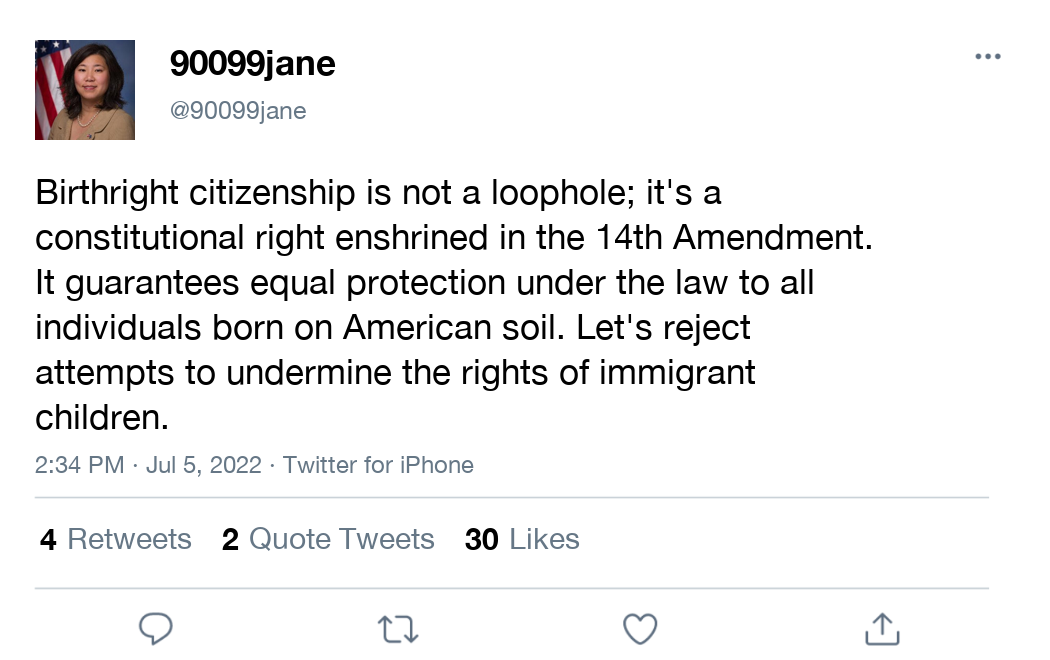 90099jane
@90099jane
Birthright citizenship is not a loophole; it's a
constitutional right enshrined in the 14th Amendment.
It guarantees equal protection under the law to all
individuals born on American soil. Let's reject
attempts to undermine the rights of immigrant
children.
2:34 PM · Jul 5, 2022 · Twitter for iPhone
4 Retweets 2 Quote Tweets 30 Likes